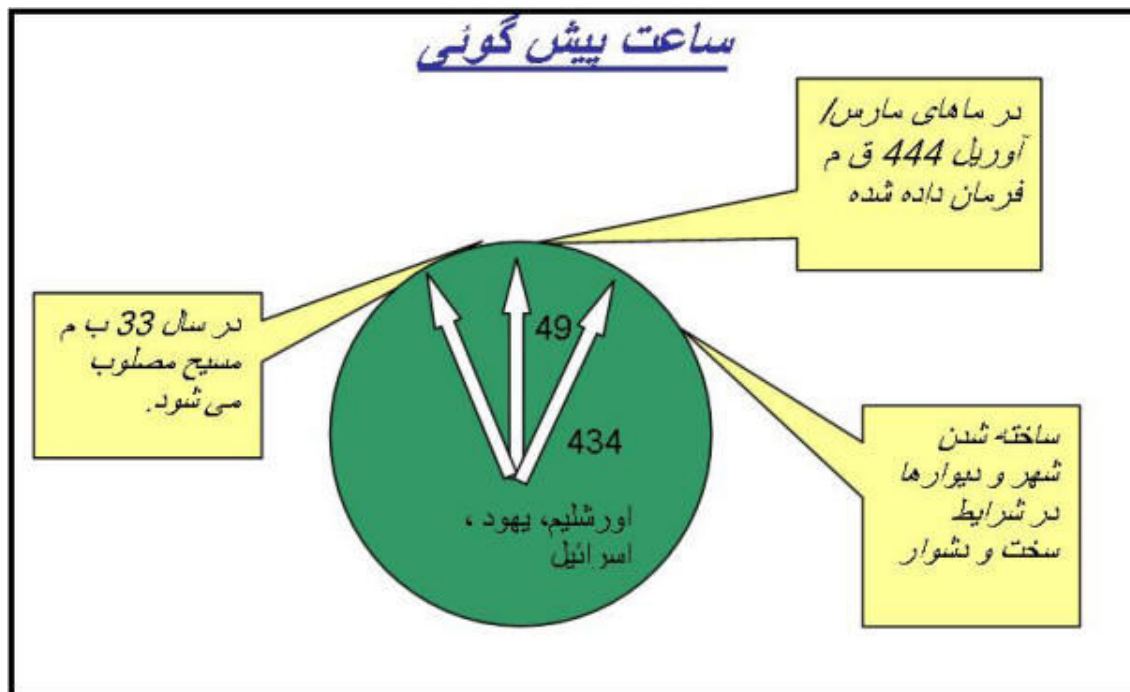 ساعت پیش گوئی
در ماهای مارس/
آوریل 444 ق م
فرمان داده شده
در سال 33 ب م
مسیح مصلوب
می شود.
49
434
ساخته شدن
شهر و دیوارها
در شرایط
سخت و دشوار
اورشلیم، یهود ،
اسرائیل